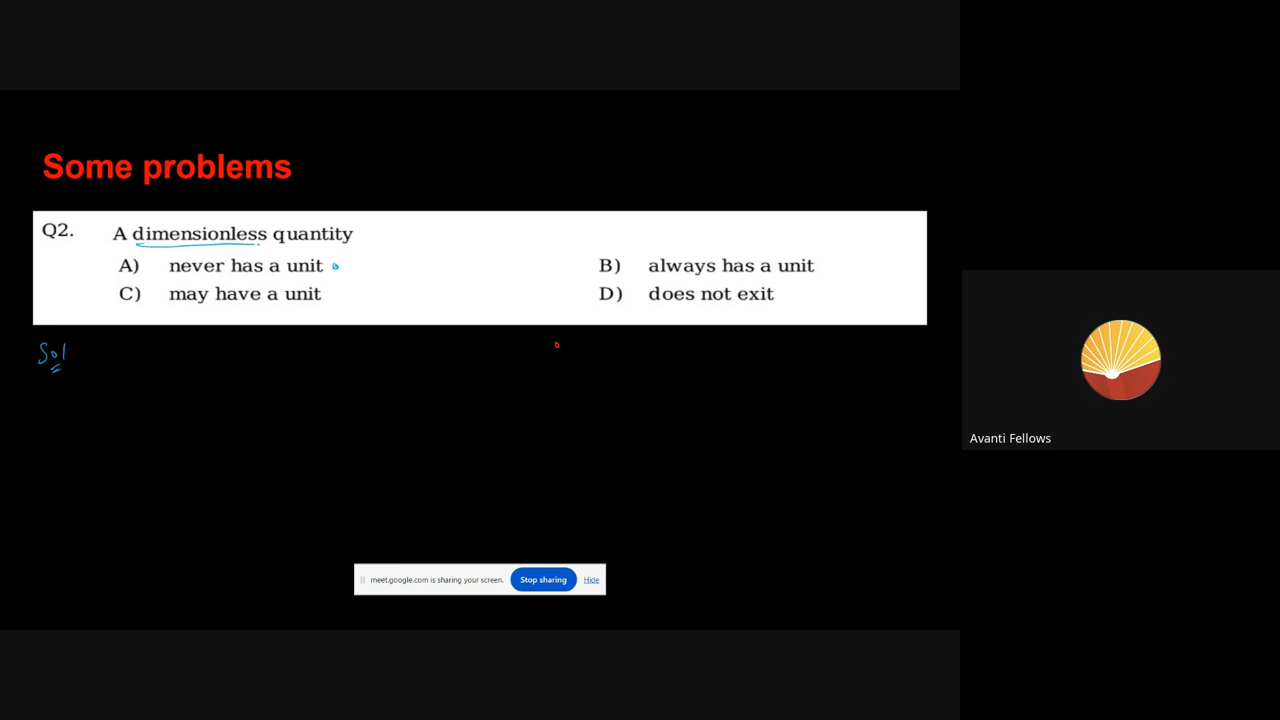 Some problems
Q2. A dimensionless quantity
A) never has a unit B) always has a unit
C) may have a unit D) does not exit
Sol
Avanti Fellows
meet.google.com is sharing your screen. Stop sharing Hide